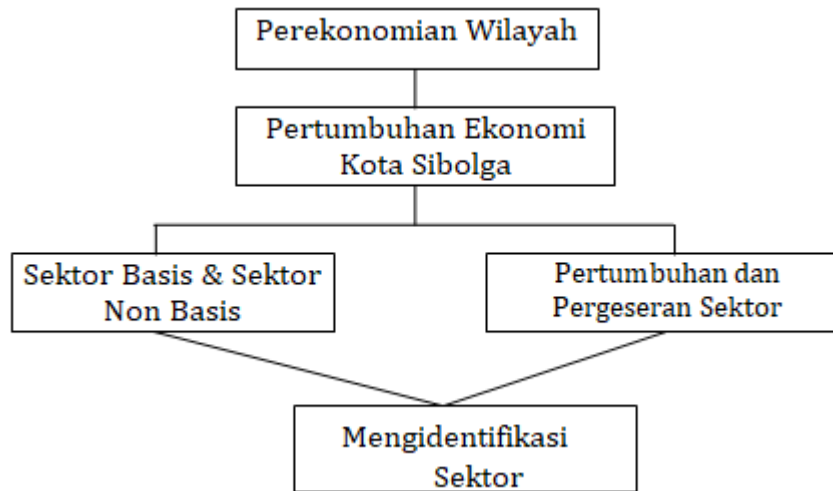 Perekonomian Wilayah
Pertumbuhan Ekonomi
Kota Sibolga
Sektor Basis & Sektor
Non Basis
Pertumbuhan dan
Pergeseran Sektor
Mengidentifikasi
Sektor